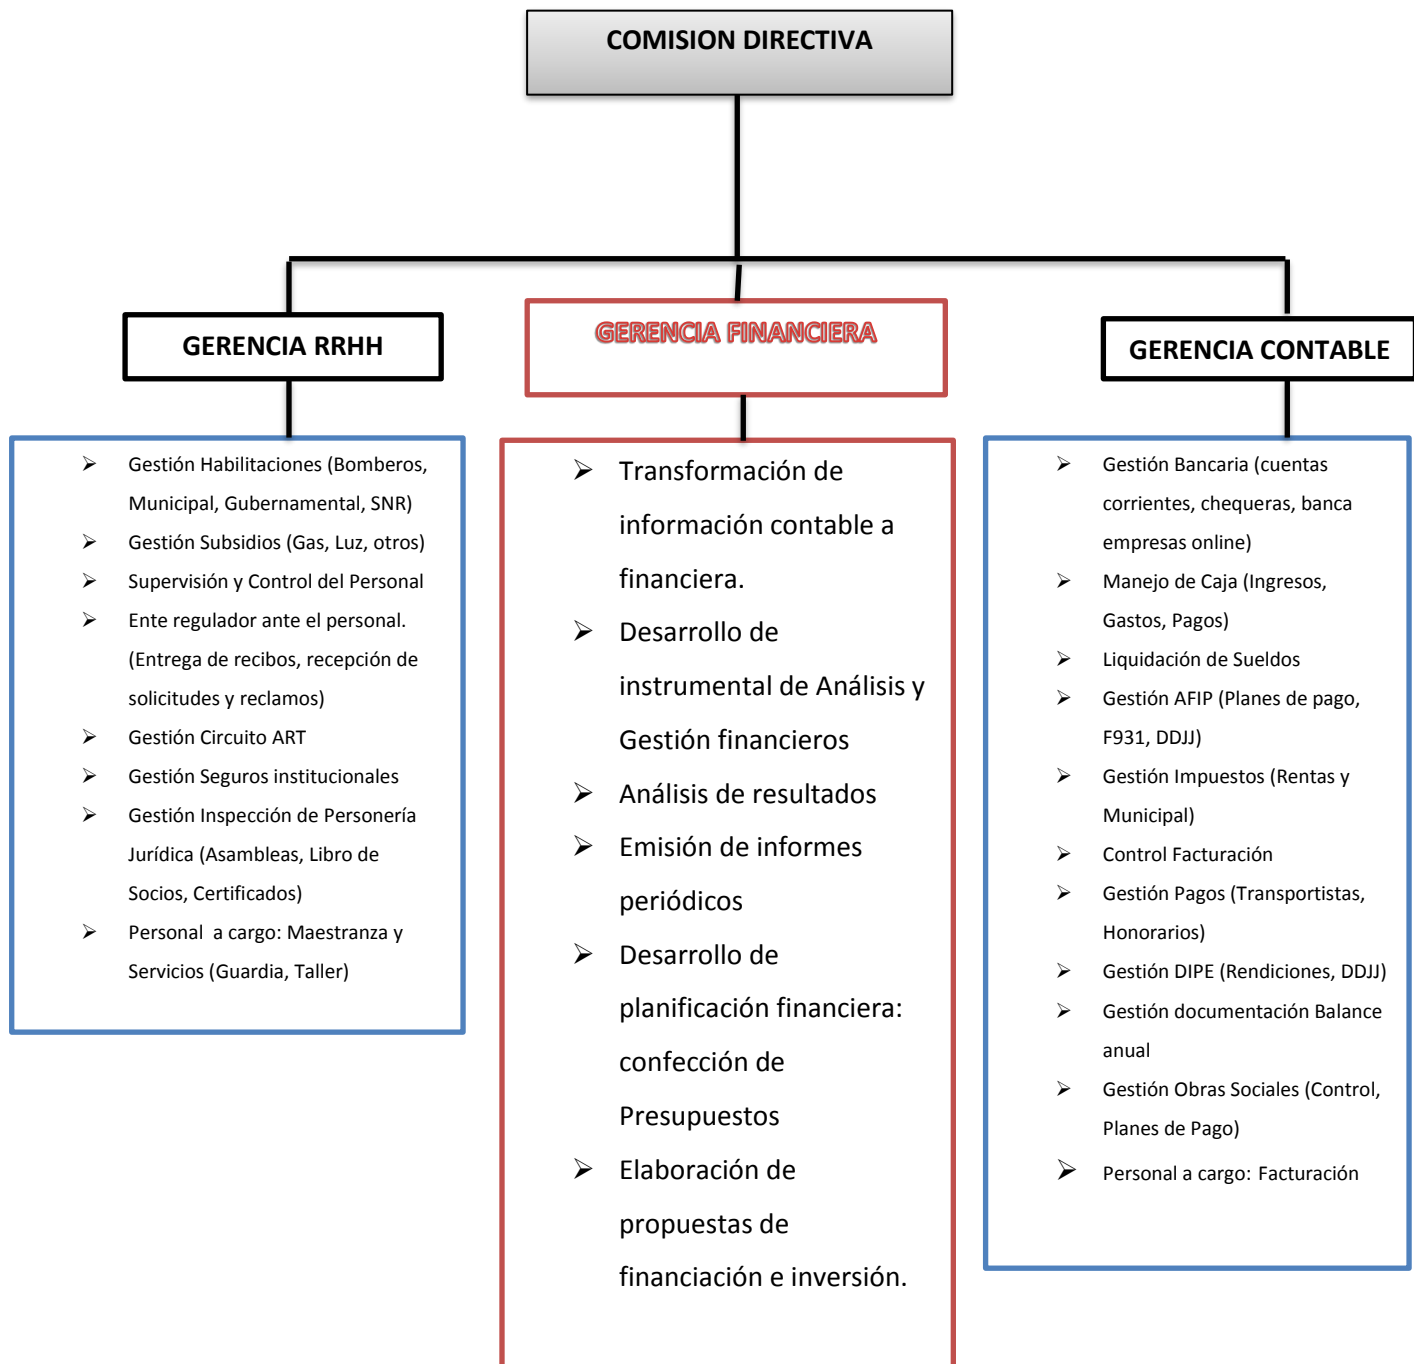 COMISION DIRECTIVA
GERENCIA RRHH
GERENCIA FINANCIERA
GERENCIA CONTABLE
➢ Gestión Habilitaciones (Bomberos,
Municipal, Gubernamental, SNR)
➢ Gestión Subsidios (Gas, Luz, otros)
➢ Supervisión y Control del Personal
➢ Ente regulador ante el personal.
(Entrega de recibos, recepción de
solicitudes y reclamos)
➢ Gestión Circuito ART
➢ Gestión Seguros institucionales
➢ Gestión Inspección de Personería
Jurídica (Asambleas, Libro de
Socios, Certificados)
➢ Personal  a cargo: Maestranza y
Servicios (Guardia, Taller)
➢ Transformación de
información contable a
financiera.
➢ Desarrollo de
instrumental de Análisis y
Gestión financieros
➢ Análisis de resultados
➢ Emisión de informes
periódicos
➢ Desarrollo de
planificación financiera:
confección de
Presupuestos
➢ Elaboración de
propuestas de
financiación e inversión.
➢ Gestión Bancaria (cuentas
corrientes, chequeras, banca
empresas online)
➢ Manejo de Caja (Ingresos,
Gastos, Pagos)
➢ Liquidación de Sueldos
➢ Gestión AFIP (Planes de pago,
F931, DDJJ)
➢ Gestión Impuestos (Rentas y
Municipal)
➢ Control Facturación
➢ Gestión Pagos (Transportistas,
Honorarios)
➢ Gestión DIPE (Rendiciones, DDJJ)
➢ Gestión documentación Balance
anual
➢ Gestión Obras Sociales (Control,
Planes de Pago)
➢ Personal a cargo: Facturación